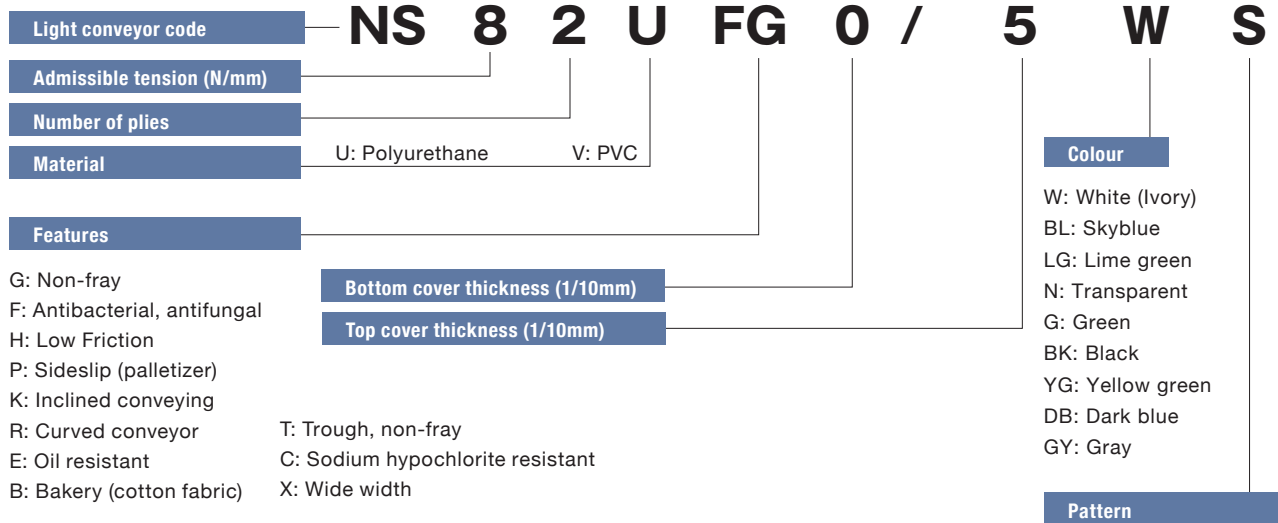 Light conveyor code NS 8 2 U FG 0 / 5 W S
Admissible tension (N/mm)
Number of plies
Material U: Polyurethane V: PVC
Features
G: Non-fray
F: Antibacterial, antifungal
H: Low Friction
P: Sideslip (palletizer)
K: Inclined conveying
R: Curved conveyor
E: Oil resistant
B: Bakery (cotton fabric)
T: Trough, non-fray
C: Sodium hypochlorite resistant
X: Wide width
Bottom cover thickness (1/10mm)
Top cover thickness (1/10mm)
Colour
W: White (Ivory)
BL: Skyblue
LG: Lime green
N: Transparent
G: Green
BK: Black
YG: Yellow green
DB: Dark blue
GY: Gray
Pattern